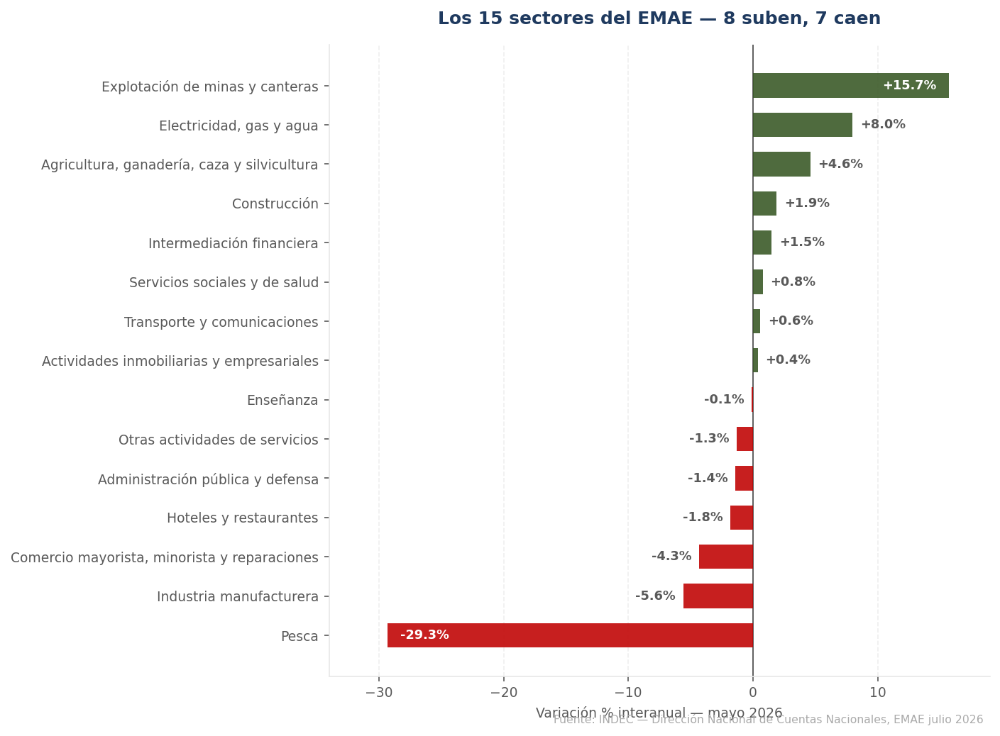 Los 15 sectores del EMAE — 8 suben, 7 caen
Explotación de minas y canteras +15.7%
Electricidad, gas y agua +8.0%
Agricultura, ganadería, caza y silvicultura +4.6%
Construcción +1.9%
Intermediación financiera +1.5%
Servicios sociales y de salud +0.8%
Transporte y comunicaciones +0.6%
Actividades inmobiliarias y empresariales +0.4%
Enseñanza -0.1%
Otras actividades de servicios -1.3%
Administración pública y defensa -1.4%
Hoteles y restaurantes -1.8%
Comercio mayorista, minorista y reparaciones -4.3%
Industria manufacturera -5.6%
Pesca -29.3%
−30 −20 −10 0 10
Variación % interanual — mayo 2026
Fuente: INDEC — Dirección Nacional de Cuentas Nacionales, EMAE julio 2026